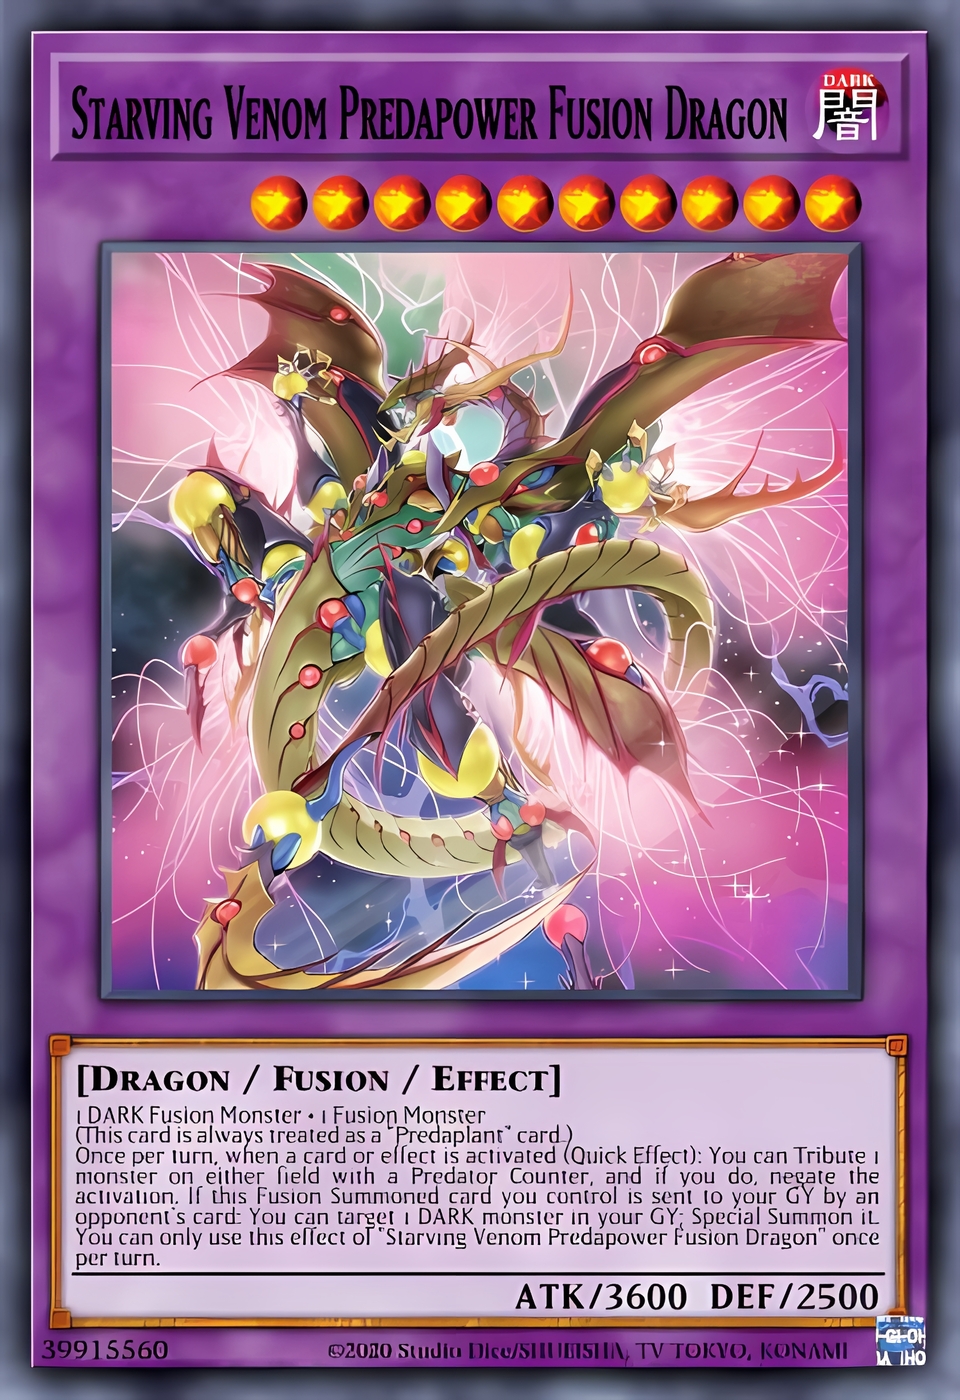 STARVING VENOM PREDAPOWER FUSION DRAGON
DARK
闇
[DRAGON / FUSION / EFFECT]
1 DARK Fusion Monster • 1 Fusion Monster
(This card is always treated as a "Predaplant" card.)
Once per turn, when a card or effect is activated (Quick Effect): You can Tribute 1
monster on either field with a Predator Counter, and if you do, negate the
activation. If this Fusion Summoned card you control is sent to your GY by an
opponent's card: You can target 1 DARK monster in your GY; Special Summon it.
You can only use this effect of "Starving Venom Predapower Fusion Dragon" once
per turn.
ATK/3600 DEF/2500
39915560
©2020 Studio Dice/SHUEISHA, TV TOKYO, KONAMI